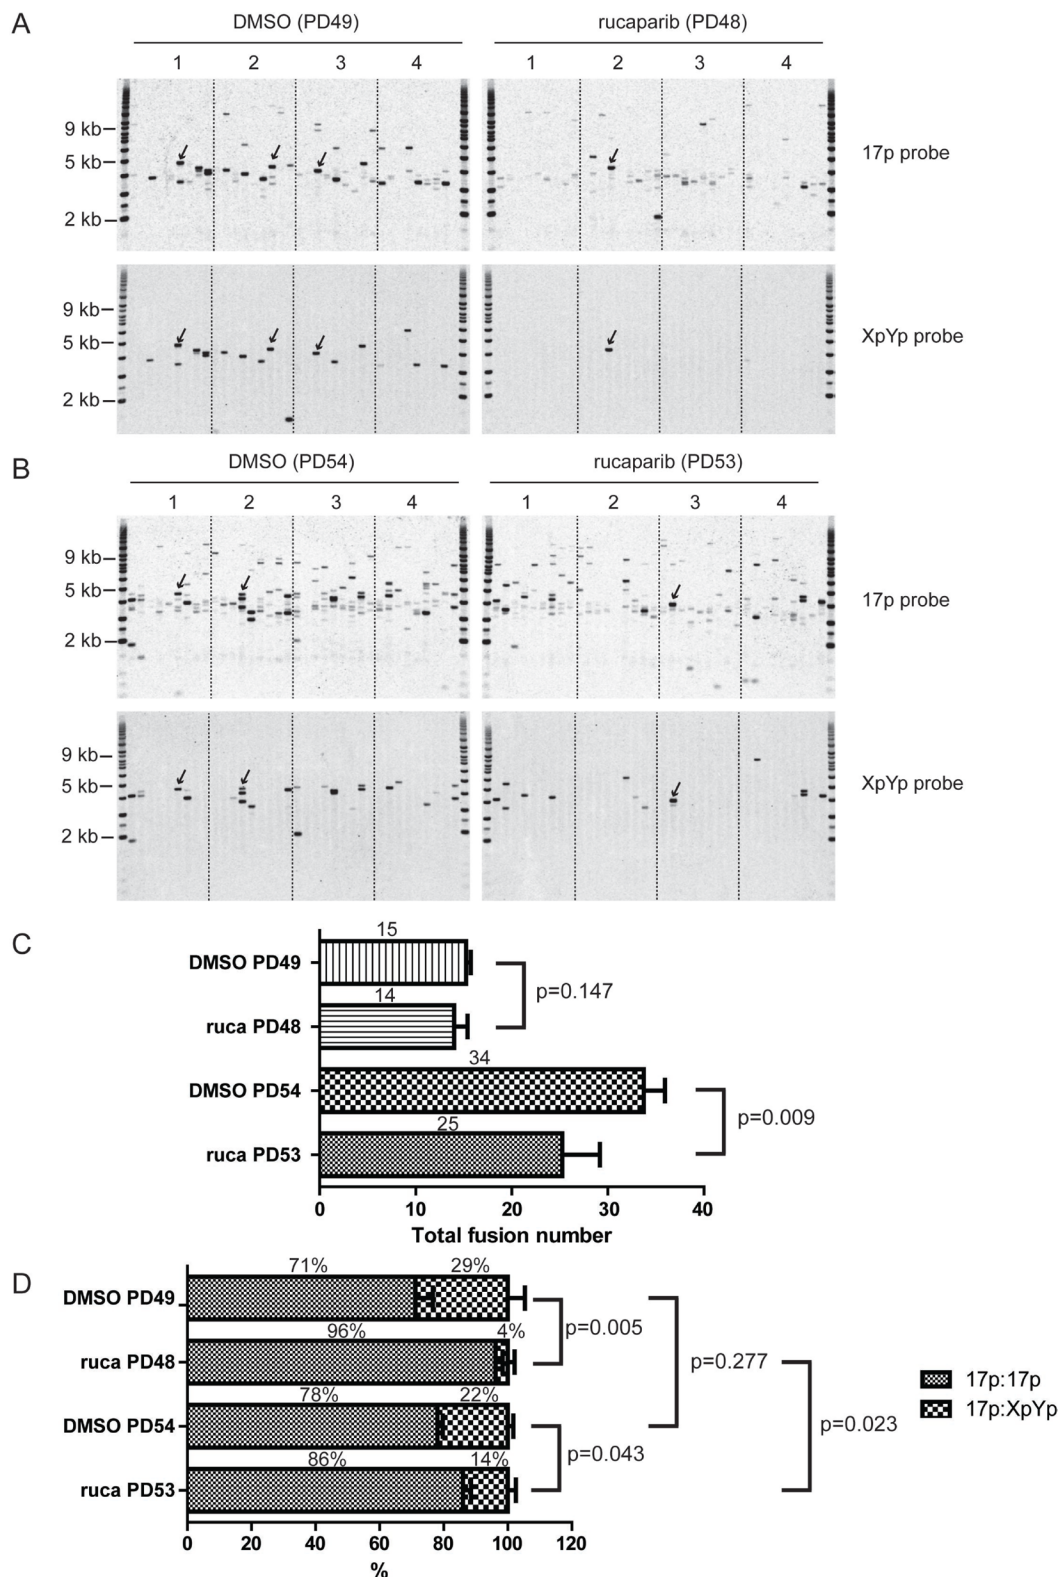 A
DMSO (PD49)
rucaparib (PD48)
1 2 3 4 1 2 3 4
9 kb
5 kb
2 kb
17p probe
9 kb
5 kb
2 kb
XpYp probe
B
DMSO (PD54)
rucaparib (PD53)
1 2 3 4 1 2 3 4
9 kb
5 kb
2 kb
17p probe
9 kb
5 kb
2 kb
XpYp probe
C
15
DMSO PD49
p=0.147
14
ruca PD48
34
DMSO PD54
p=0.009
25
ruca PD53
0 10 20 30 40
Total fusion number
D
71% 29%
DMSO PD49
p=0.005
96% 4%
ruca PD48
p=0.277
78% 22%
DMSO PD54
p=0.043
86% 14%
ruca PD53
p=0.023
17p:17p
17p:XpYp
0 20 40 60 80 100 120
%